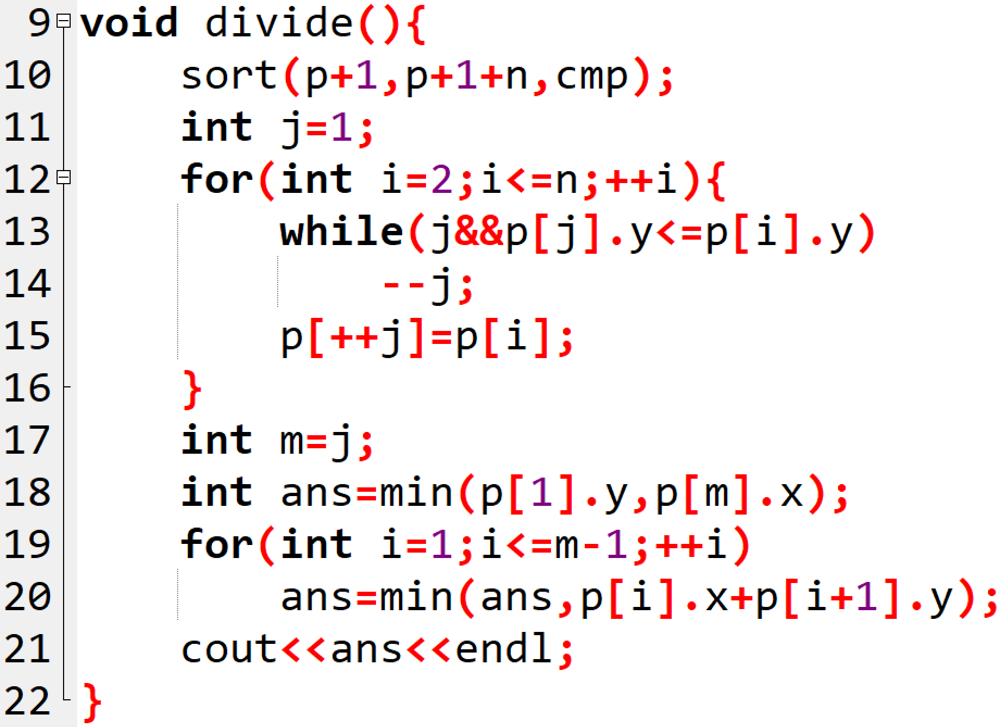 9 void divide(){
10     sort(p+1,p+1+n,cmp);
11     int j=1;
12     for(int i=2;i<=n;++i){
13         while(j&&p[j].y<=p[i].y)
14             --j;
15         p[++j]=p[i];
16     }
17     int m=j;
18     int ans=min(p[1].y,p[m].x);
19     for(int i=1;i<=m-1;++i)
20         ans=min(ans,p[i].x+p[i+1].y);
21     cout<<ans<<endl;
22 }